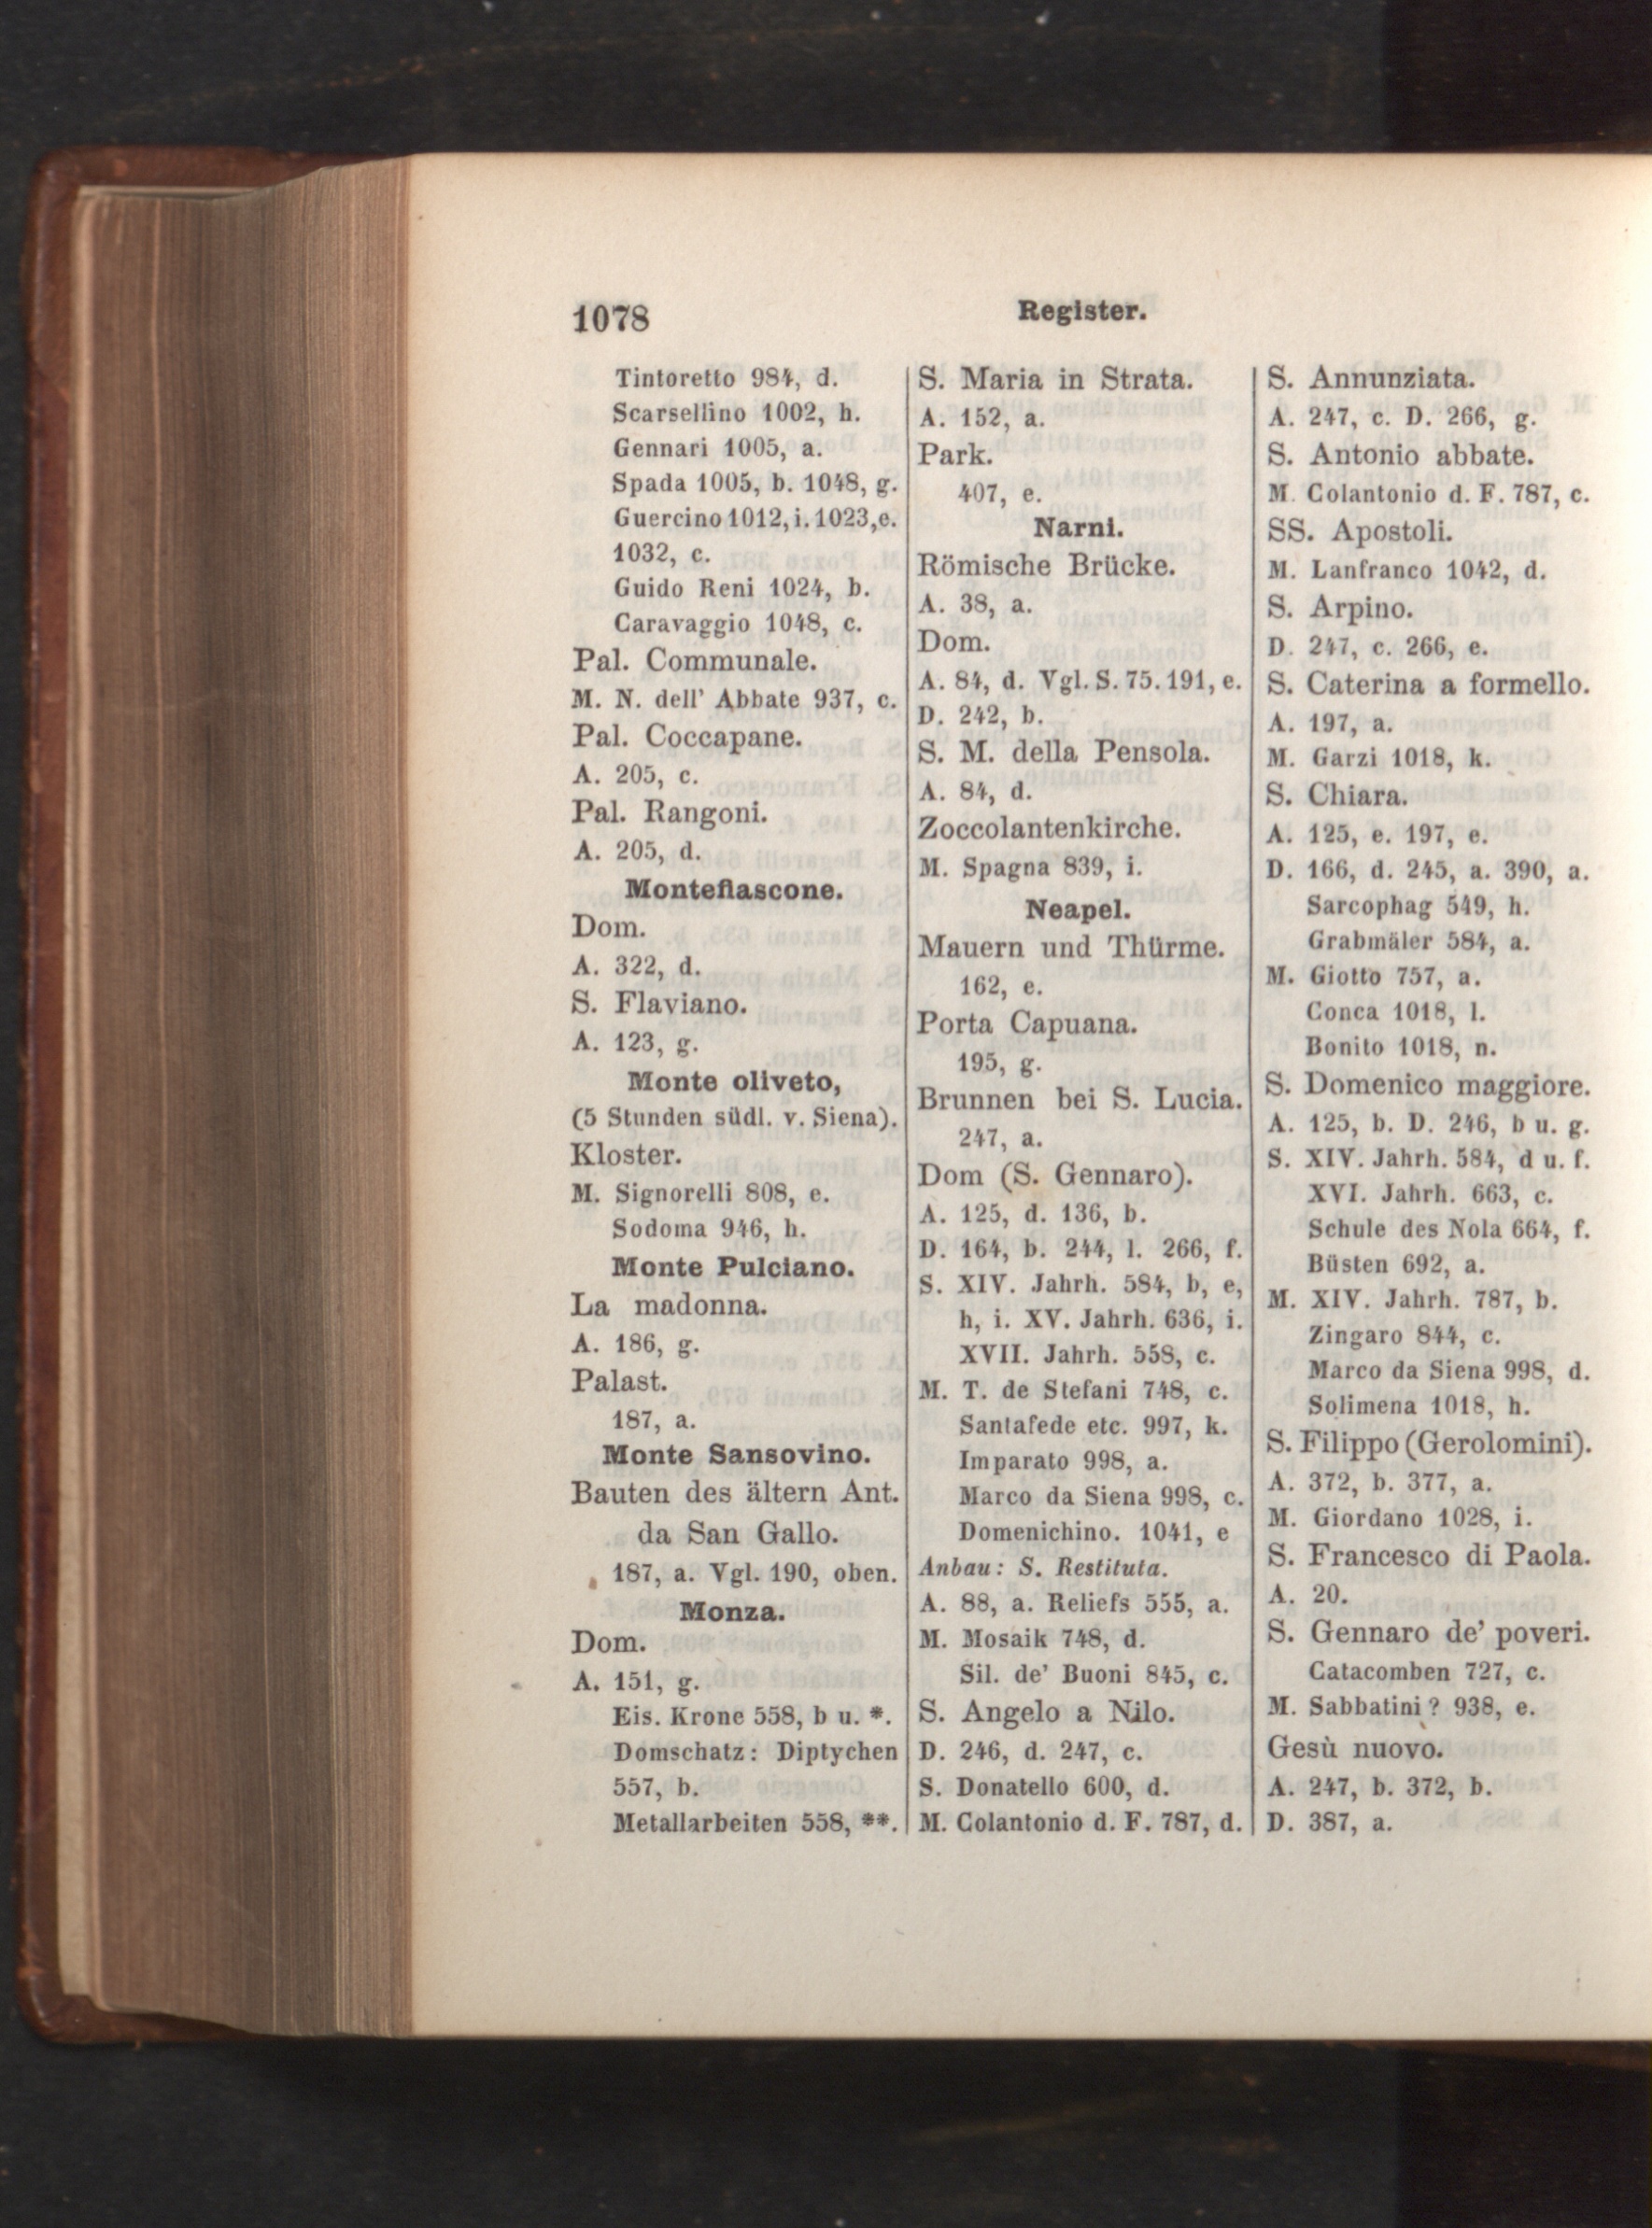 1078
Register.
Tintoretto 984, d.
Scarsellino 1002, h.
Gennari 1005, a.
Spada 1005, b. 1048, g.
Guercino 1012, i. 1023, e.
1032, c.
Guido Reni 1024, b.
Caravaggio 1048, c.
Pal. Communale.
M. N. dell' Abbate 937, c.
Pal. Coccapane.
A. 205, c.
Pal. Rangoni.
A. 205, d.
Montefiascone.
Dom.
A. 322, d.
S. Flaviano.
A. 123, g.
Monte oliveto,
(5 Stunden südl. v. Siena).
Kloster.
M. Signorelli 808, e.
Sodoma 946, h.
Monte Pulciano.
La madonna.
A. 186, g.
Palast.
187, a.
Monte Sansovino.
Bauten des ältern Ant.
da San Gallo.
187, a. Vgl. 190, oben.
Monza.
Dom.
A. 151, g.
Eis. Krone 558, b u. *.
Domschatz: Diptychen
557, b.
Metallarbeiten 558, **.
S. Maria in Strata.
A. 152, a.
Park.
407, e.
Narni.
Römische Brücke.
A. 38, a.
Dom.
A. 84, d. Vgl. S. 75. 191, e.
D. 242, b.
S. M. della Pensola.
A. 84, d.
Zoccolantenkirche.
M. Spagna 839, i.
Neapel.
Mauern und Thürme.
162, e.
Porta Capuana.
195, g.
Brunnen bei S. Lucia.
247, a.
Dom (S. Gennaro).
A. 125, d. 136, b.
D. 164, b. 244, l. 266, f.
S. XIV. Jahrh. 584, b, e,
h, i. XV. Jahrh. 636, i.
XVII. Jahrh. 558, c.
M. T. de Stefani 748, c.
Santafede etc. 997, k.
Imparato 998, a.
Marco da Siena 998, c.
Domenichino. 1041, e
Anbau: S. Restituta.
A. 88, a. Reliefs 555, a.
M. Mosaik 748, d.
Sil. de' Buoni 845, c.
S. Angelo a Nilo.
D. 246, d. 247, c.
S. Donatello 600, d.
M. Colantonio d. F. 787, d.
S. Annunziata.
A. 247, c. D. 266, g.
S. Antonio abbate.
M. Colantonio d. F. 787, c.
SS. Apostoli.
M. Lanfranco 1042, d.
S. Arpino.
D. 247, c. 266, e.
S. Caterina a formello.
A. 197, a.
M. Garzi 1018, k.
S. Chiara.
A. 125, e. 197, e.
D. 166, d. 245, a. 390, a.
Sarcophag 549, h.
Grabmäler 584, a.
M. Giotto 757, a.
Conca 1018, l.
Bonito 1018, n.
S. Domenico maggiore.
A. 125, b. D. 246, b u. g.
S. XIV. Jahrh. 584, d u. f.
XVI. Jahrh. 663, c.
Schule des Nola 664, f.
Büsten 692, a.
M. XIV. Jahrh. 787, b.
Zingaro 844, c.
Marco da Siena 998, d.
Solimena 1018, h.
S. Filippo (Gerolomini).
A. 372, b. 377, a.
M. Giordano 1028, i.
S. Francesco di Paola.
A. 20.
S. Gennaro de' poveri.
Catacomben 727, c.
M. Sabbatini? 938, e.
Gesù nuovo.
A. 247, b. 372, b.
D. 387, a.